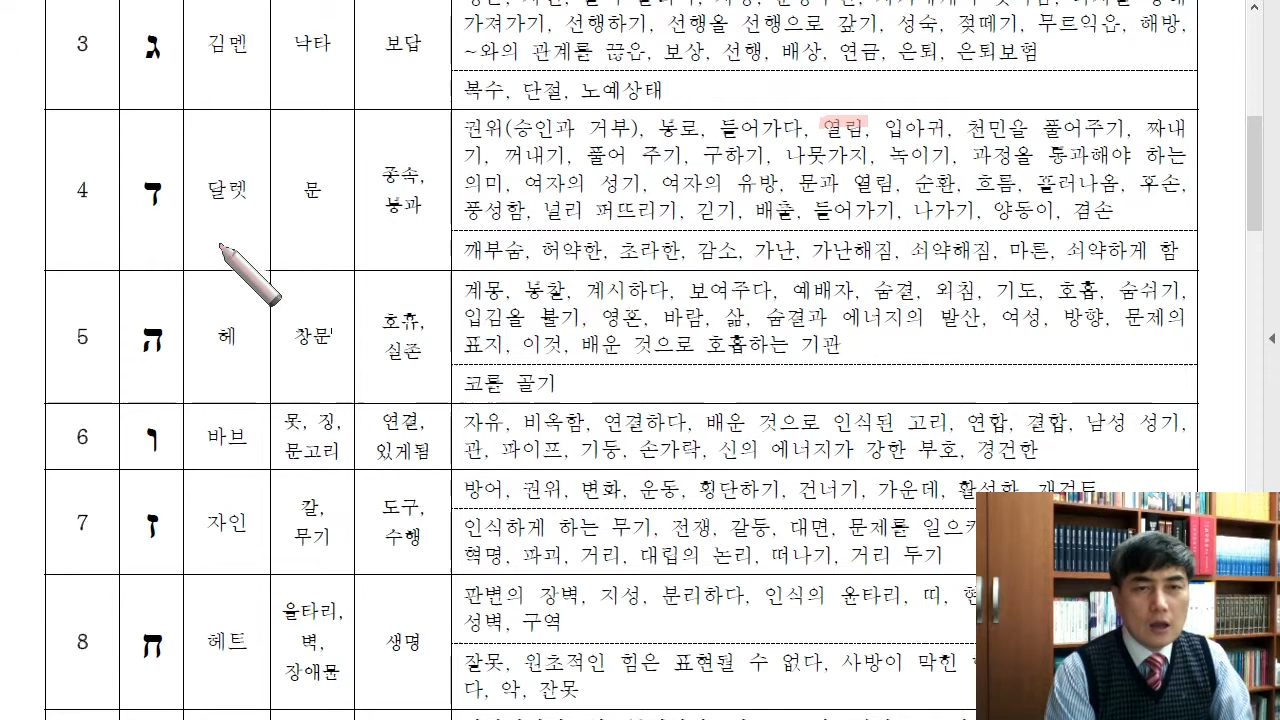 가져가기, 선행하기, 선행을 선행으로 갚기, 성숙, 젖떼기, 무르익음, 해방,
3 ג 김멜 낙타 보답
~와의 관계를 끊음, 보상, 선행, 배상, 연금, 은퇴, 은퇴보험
복수, 단절, 노예상태
권위(승인과 거부), 통로, 들어가다, 열림, 입아귀, 천민을 풀어주기, 짜내
기, 꺼내기, 풀어 주기, 구하기, 나뭇가지, 녹이기, 과정을 통과해야 하는
4 ד 달렛 문 종속, 통과
의미, 여자의 성기, 여자의 유방, 문과 열림, 순환, 흐름, 흘러나옴, 후손,
풍성함, 널리 퍼뜨리기, 긷기, 배출, 들어가기, 나가기, 양동이, 겸손
깨부숨, 허약한, 초라한, 감소, 가난, 가난해짐, 쇠약해짐, 마른, 쇠약하게 함
계몽, 통찰, 계시하다, 보여주다, 예배자, 숨결, 외침, 기도, 호흡, 숨쉬기,
입김을 불기, 영혼, 바람, 삶, 숨결과 에너지의 발산, 여성, 방향, 문제의
5 ה 헤 창문' 호흡, 실존
표지, 이것, 배운 것으로 호흡하는 기관
코를 골기
6 ו 바브 못, 징, 문고리 연결, 있게됨
자유, 비옥함, 연결하다, 배운 것으로 인식된 고리, 연합, 결합, 남성 성기,
관, 파이프, 기둥, 손가락, 신의 에너지가 강한 부호, 경건한
방어, 권위, 변화, 운동, 횡단하기, 건너기, 가운데, 활성화,
7 ז 자인 칼, 무기 도구, 수행
인식하게 하는 무기, 전쟁, 갈등, 대면, 문제를
혁명, 파괴, 거리, 대립의 논리, 떠나기, 거리 두기
판변의 장벽, 지성, 분리하다, 인식의 울타리, 띠,
성벽, 구역
8 ח 헤트 울타리, 벽, 장애물 생명
잘못, 원초적인 힘은 표현될 수 없다, 사방이 막힌
다, 악, 잔못